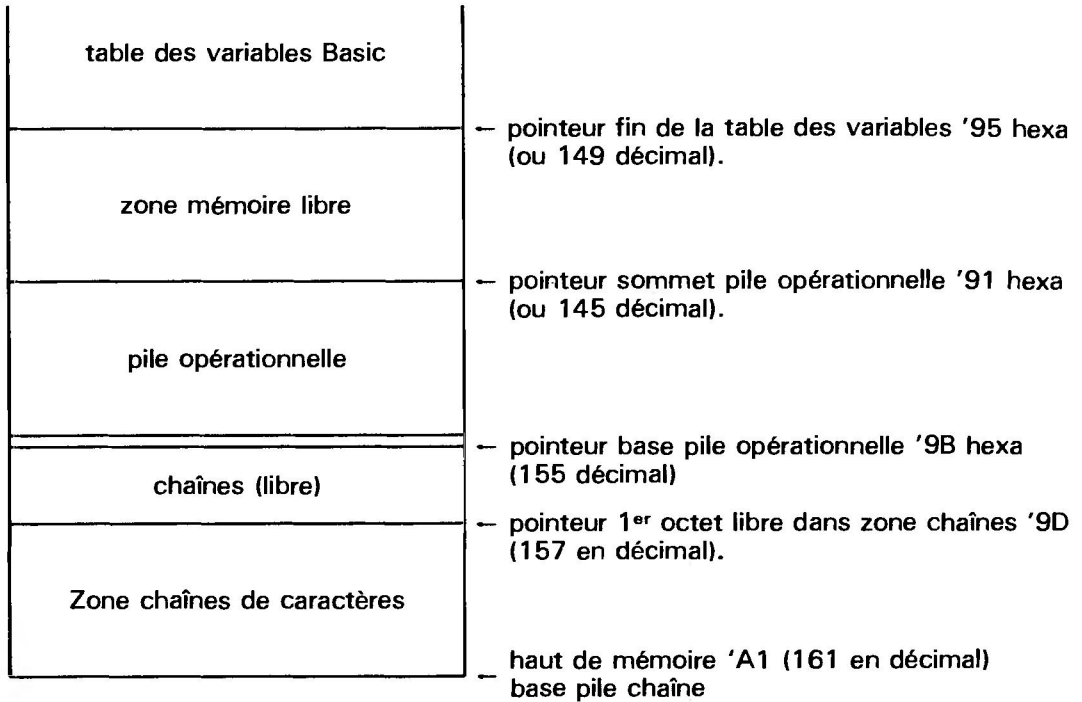 table des variables Basic
← pointeur fin de la table des variables '95 hexa
(ou 149 décimal).
zone mémoire libre
← pointeur sommet pile opérationnelle '91 hexa
(ou 145 décimal).
pile opérationnelle
← pointeur base pile opérationnelle '9B hexa
(155 décimal)
chaînes (libre)
← pointeur 1er octet libre dans zone chaînes '9D
(157 en décimal).
Zone chaînes de caractères
← haut de mémoire 'A1 (161 en décimal)
base pile chaîne